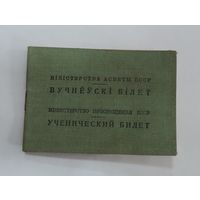 МІНІСТЭРСТВА АСВЕТЫ БССР
ВУЧНЁЎСКІ БІЛЕТ
МИНИСТЕРСТВО ПРОСВЕЩЕНИЯ БССР
УЧЕНИЧЕСКИЙ БИЛЕТ